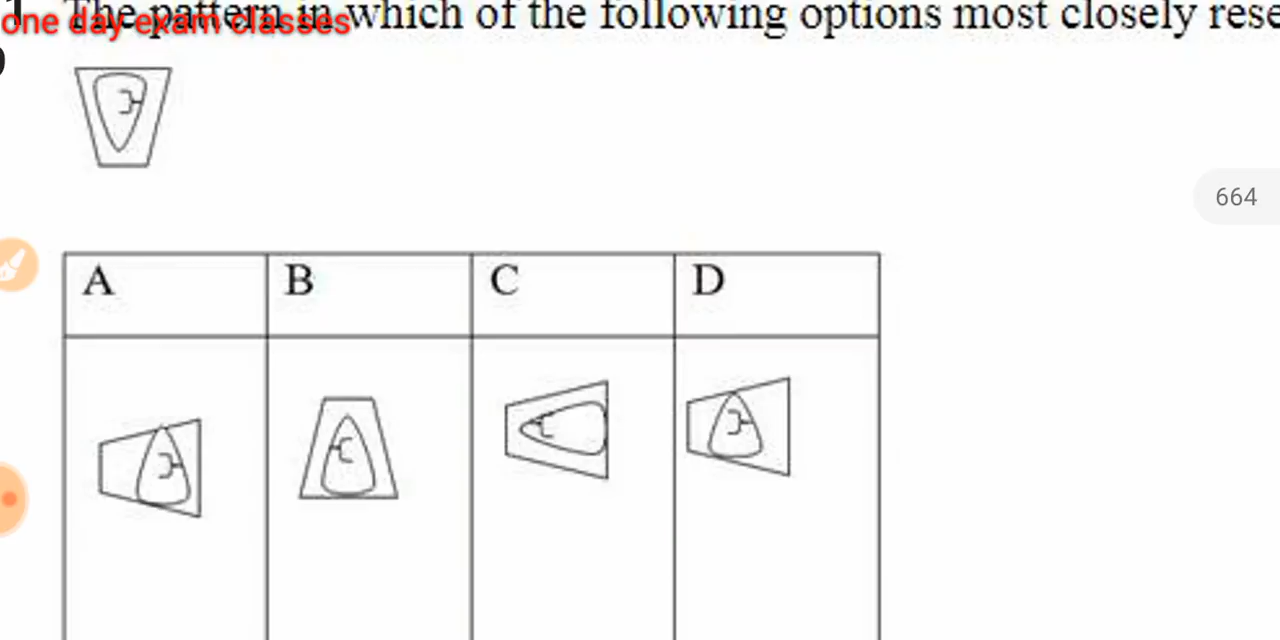 The pattern in which of the following options most closely rese
one day exam classes
664
A B C D